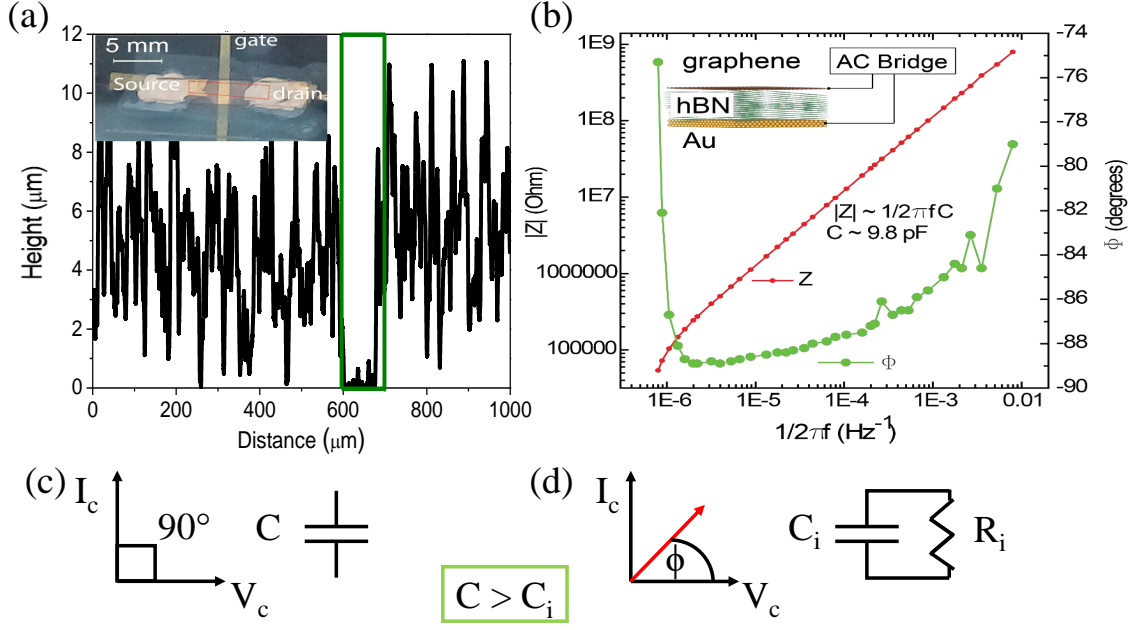 (a)
12
10
8
6
4
2
0
Height (μm)
0
200
400
600
800
1000
Distance (μm)
5 mm
gate
Source
drain
(b)
1E9
1E8
1E7
1000000
100000
|Z| (Ohm)
graphene
AC Bridge
hBN
Au
|Z| ~ 1/2πfC
C ~ 9.8 pF
Z
Φ
-74
-76
-78
-80
-82
-84
-86
-88
-90
Φ (degrees)
1E-6
1E-5
1E-4
1E-3
0.01
1/2πf (Hz⁻¹)
(c)
I_c
90°
V_c
C
C > C_i
(d)
I_c
ϕ
V_c
C_i
R_i